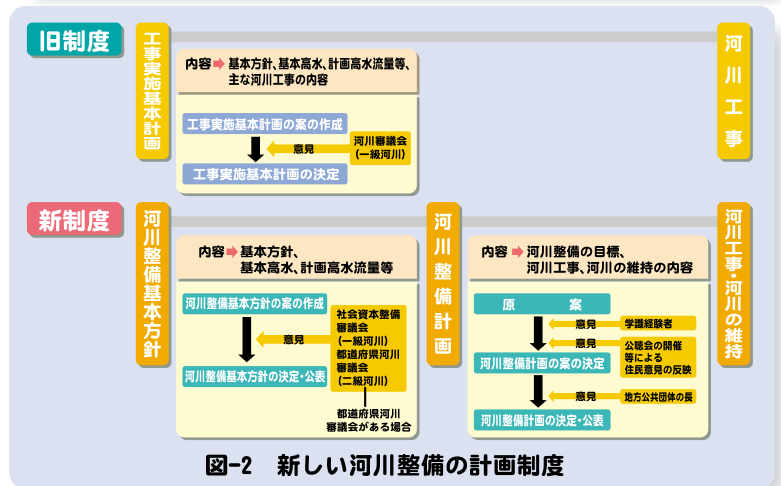 旧制度
工事実施基本計画
内容➡基本方針、基本高水、計画高水流量等、
主な河川工事の内容
工事実施基本計画の案の作成
意見
河川審議会
(一級河川)
工事実施基本計画の決定
河川工事
新制度
河川整備基本方針
内容➡基本方針、
基本高水、計画高水流量等
河川整備基本方針の案の作成
意見
社会資本整備
審議会
(一級河川)
都道府県河川
審議会
(二級河川)
河川整備基本方針の決定・公表
都道府県河川
審議会がある場合
河川整備計画
内容➡河川整備の目標、
河川工事、河川の維持の内容
原案
意見
学識経験者
意見
公聴会の開催
等による
住民意見の反映
河川整備計画の案の決定
意見
地方公共団体の長
河川整備計画の決定・公表
河川工事・河川の維持
図-2 新しい河川整備の計画制度